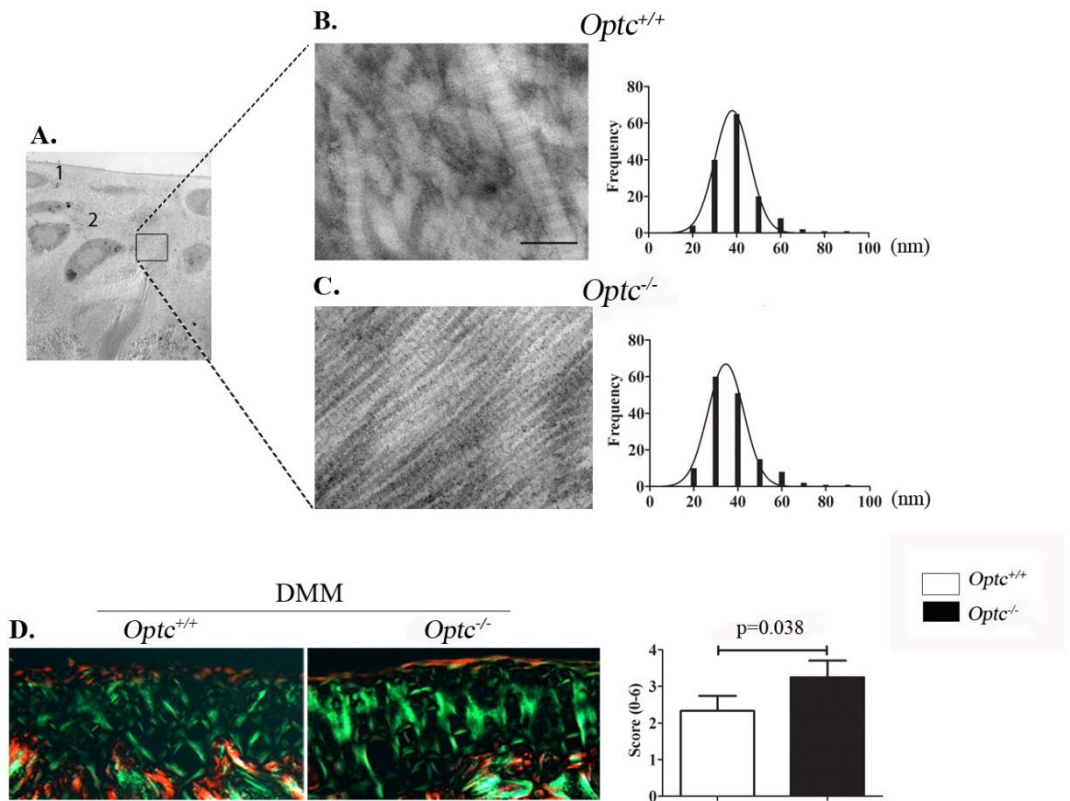 A.
1
2
B.
Optc+/+
80
60
40
20
0
Frequency
0 20 40 60 80 100 (nm)
C.
Optc-/-
80
60
40
20
0
Frequency
0 20 40 60 80 100 (nm)
DMM
D.
Optc+/+
Optc-/-
p=0.038
4
3
2
1
0
Score (0-6)
Optc+/+
Optc-/-